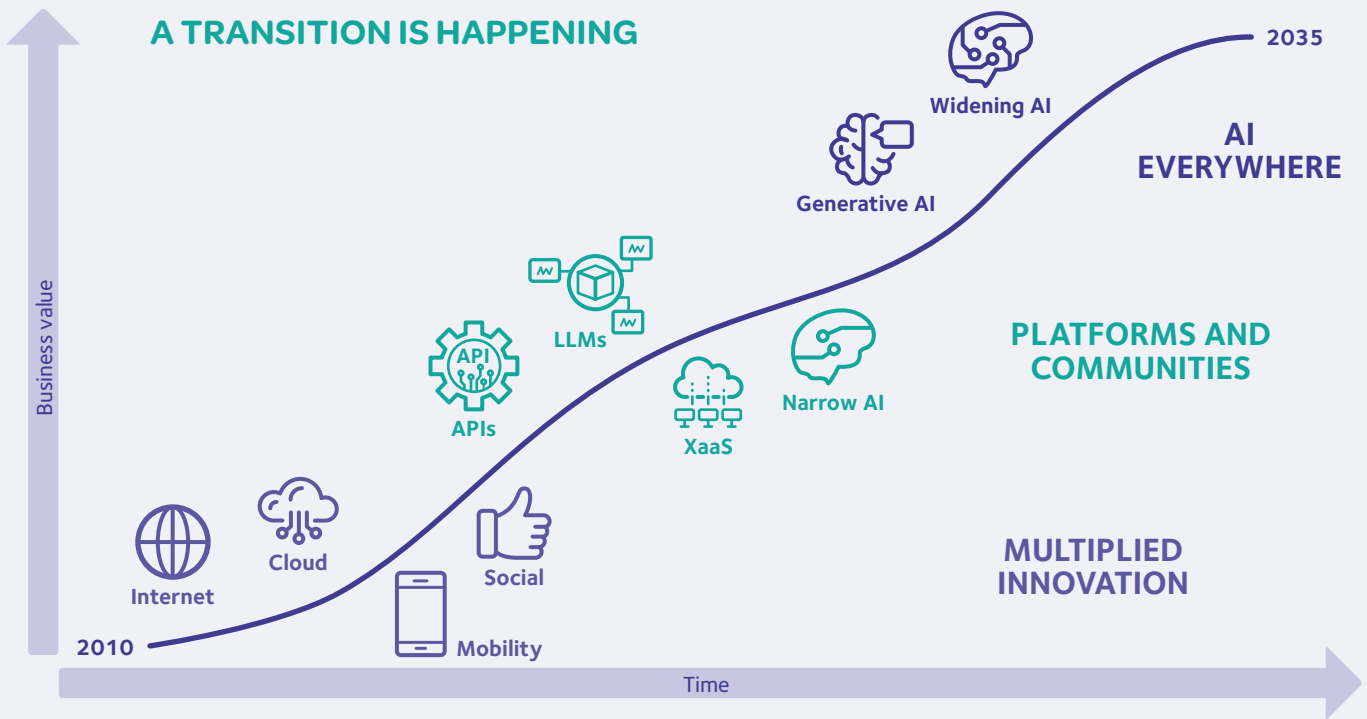 A TRANSITION IS HAPPENING
2035
Widening AI
AI
EVERYWHERE
Generative AI
Business value
LLMs
PLATFORMS AND
COMMUNITIES
API
APIs
Narrow AI
XaaS
Cloud
Social
MULTIPLIED
INNOVATION
Internet
2010
Mobility
Time